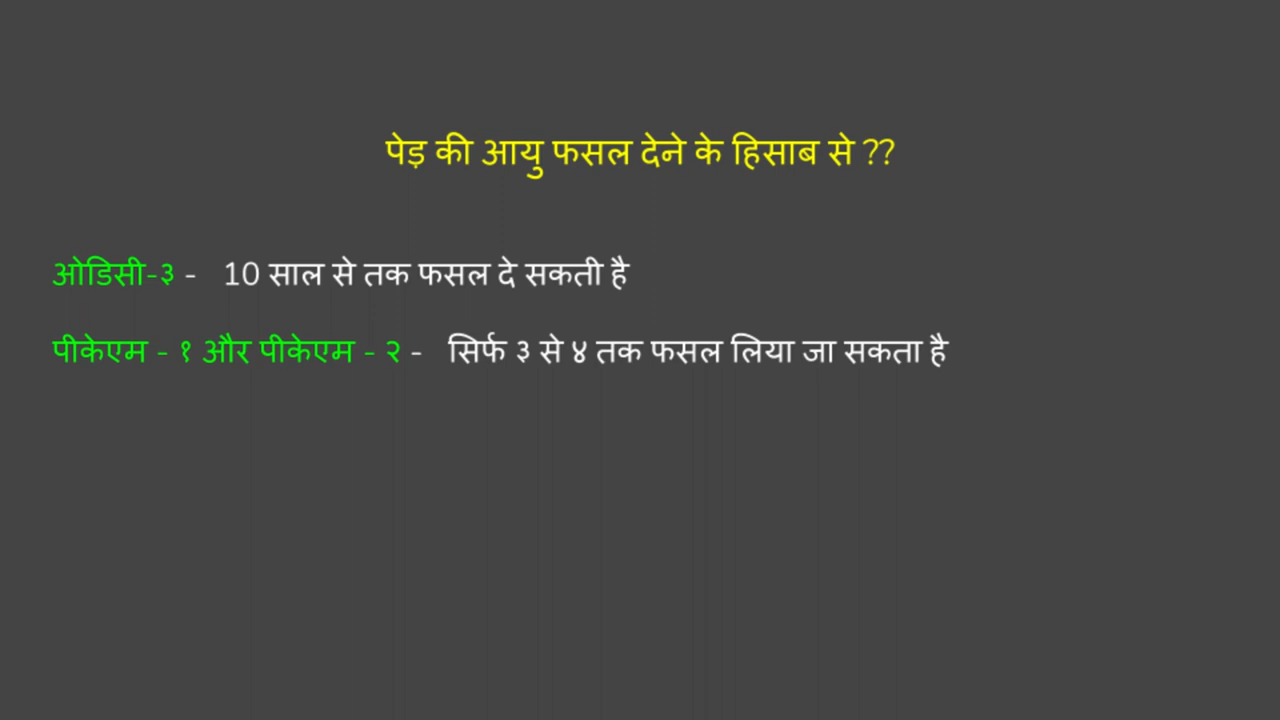 पेड़ की आयु फसल देने के हिसाब से ??
ओडिसी-३ - 10 साल से तक फसल दे सकती है
पीकेएम - १ और पीकेएम - २ - सिर्फ ३ से ४ तक फसल लिया जा सकता है